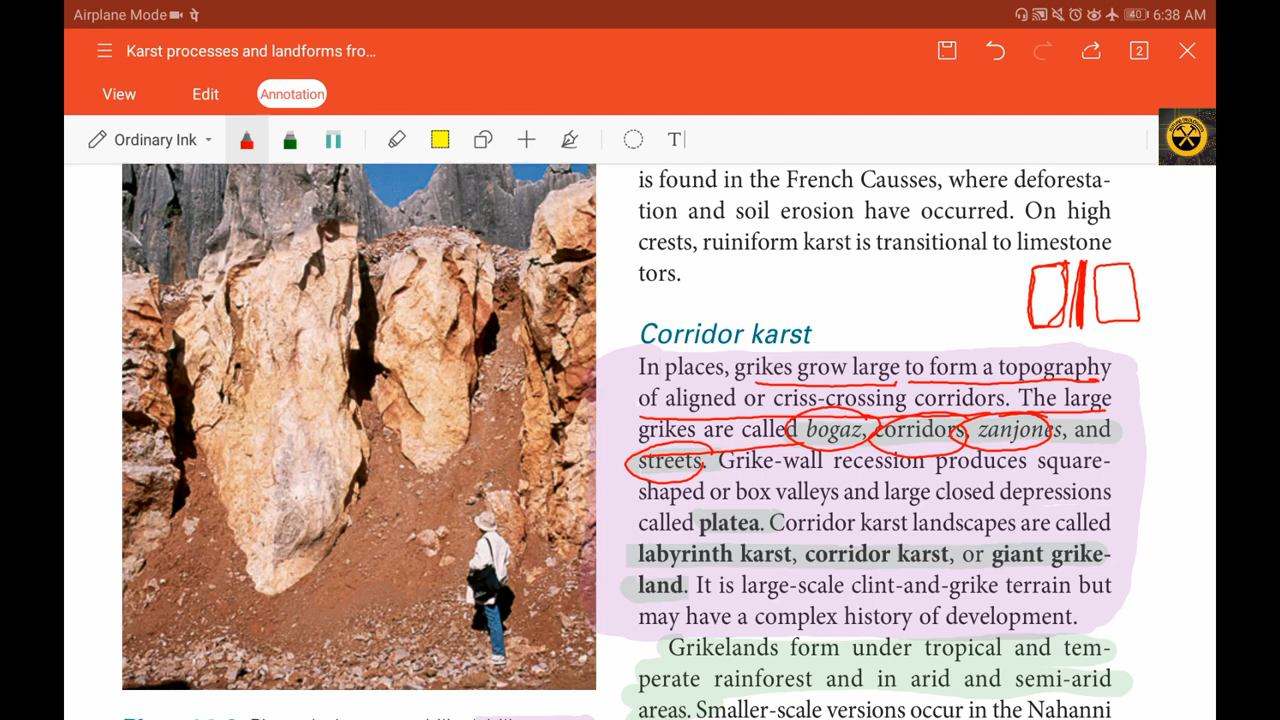 Airplane Mode
40 6:38 AM
Karst processes and landforms fro...
2
View Edit Annotation
Ordinary Ink
T
is found in the French Causses, where deforesta-
tion and soil erosion have occurred. On high
crests, ruiniform karst is transitional to limestone
tors.
Corridor karst
In places, grikes grow large to form a topography
of aligned or criss-crossing corridors. The large
grikes are called bogaz, corridors, zanjones, and
streets. Grike-wall recession produces square-
shaped or box valleys and large closed depressions
called platea. Corridor karst landscapes are called
labyrinth karst, corridor karst, or giant grike-
land. It is large-scale clint-and-grike terrain but
may have a complex history of development.
Grikelands form under tropical and tem-
perate rainforest and in arid and semi-arid
areas. Smaller-scale versions occur in the Nahanni